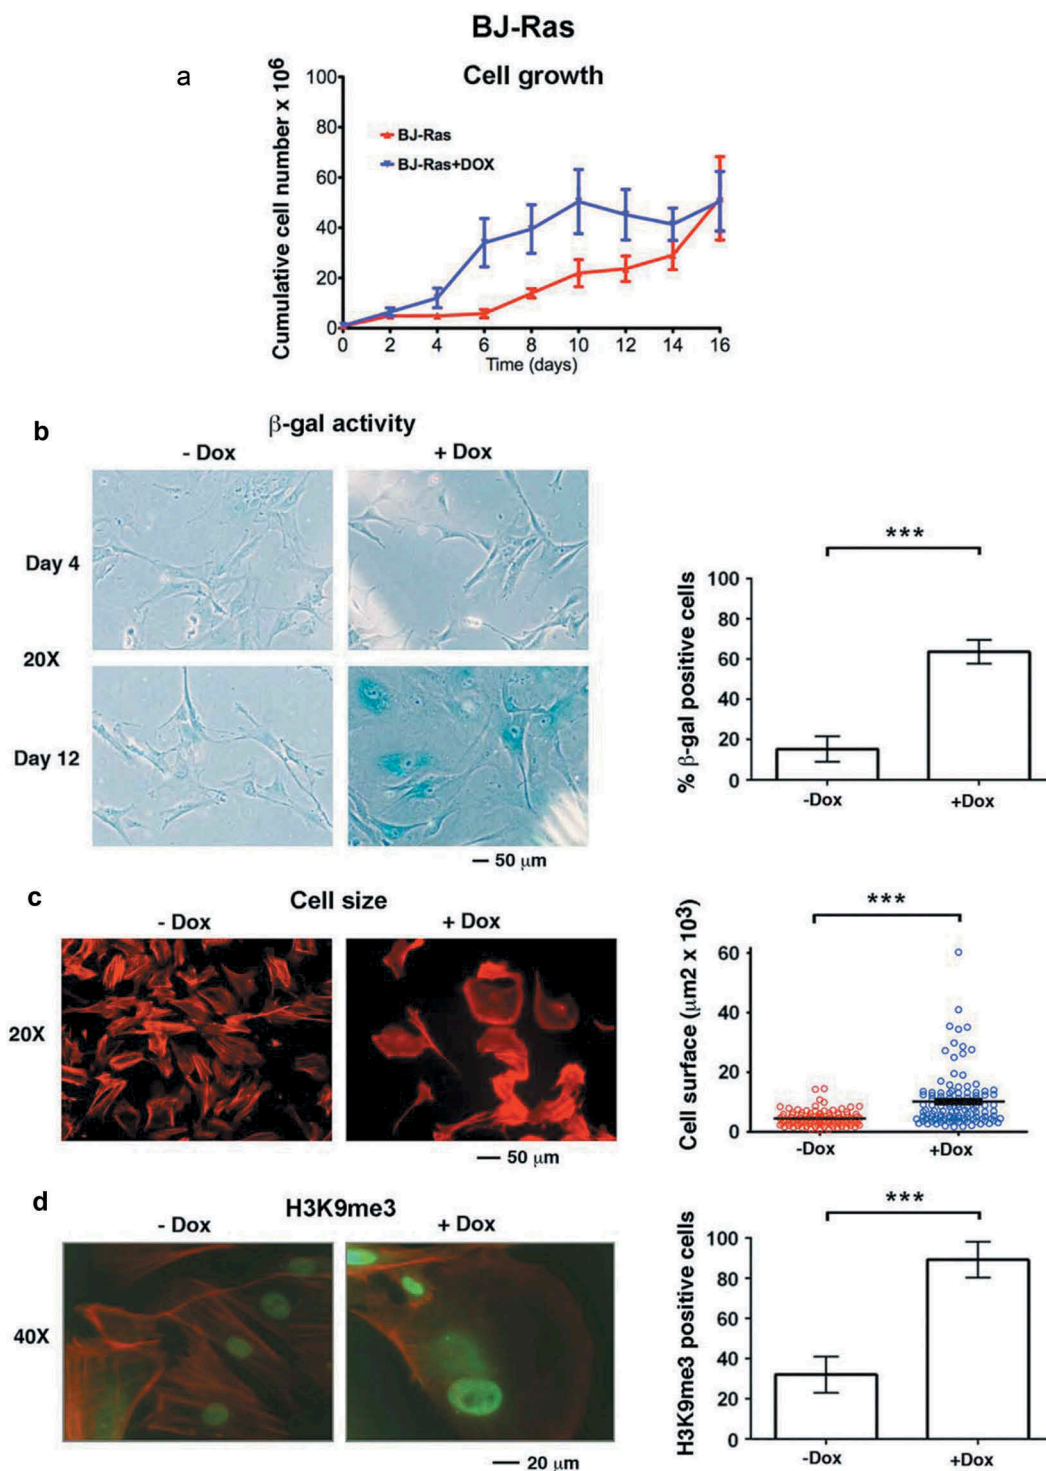 BJ-Ras
a
Cell growth
Cumulative cell number x 10⁶
100
80
60
40
20
0
BJ-Ras
BJ-Ras+DOX
0 2 4 6 8 10 12 14 16
Time (days)
b
β-gal activity
- Dox + Dox
Day 4
20X
Day 12
50 μm
***
% β-gal positive cells
100
80
60
40
20
0
-Dox +Dox
c
Cell size
- Dox + Dox
20X
50 μm
***
Cell surface (μm2 x 10³)
60
40
20
0
-Dox +Dox
d
H3K9me3
- Dox + Dox
40X
20 μm
***
H3K9me3 positive cells
100
80
60
40
20
0
-Dox +Dox